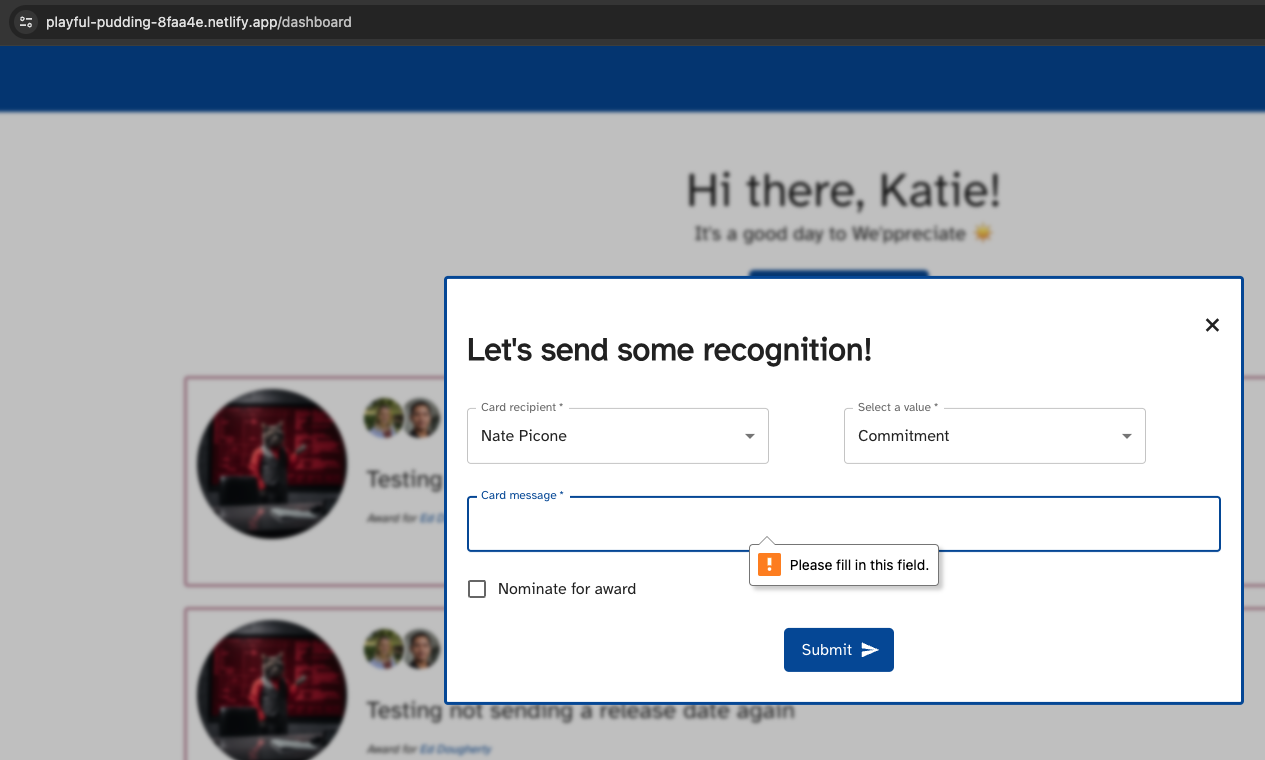 playful-pudding-8faa4e.netlify.app/dashboard
Hi there, Katie!
It's a good day to We'ppreciate
Let's send some recognition!
Card recipient *
Nate Picone
Select a value *
Commitment
Card message *
Please fill in this field.
Nominate for award
Submit
Testing
Award for Ed D
Testing not sending a release date again
Award for Ed Dougherty